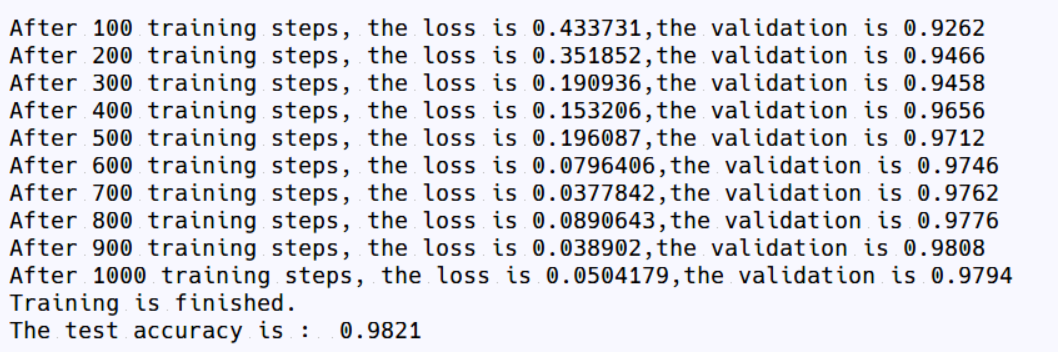 After 100 training steps, the loss is 0.433731,the validation is 0.9262
After 200 training steps, the loss is 0.351852,the validation is 0.9466
After 300 training steps, the loss is 0.190936,the validation is 0.9458
After 400 training steps, the loss is 0.153206,the validation is 0.9656
After 500 training steps, the loss is 0.196087,the validation is 0.9712
After 600 training steps, the loss is 0.0796406,the validation is 0.9746
After 700 training steps, the loss is 0.0377842,the validation is 0.9762
After 800 training steps, the loss is 0.0890643,the validation is 0.9776
After 900 training steps, the loss is 0.038902,the validation is 0.9808
After 1000 training steps, the loss is 0.0504179,the validation is 0.9794
Training is finished.
The test accuracy is :  0.9821